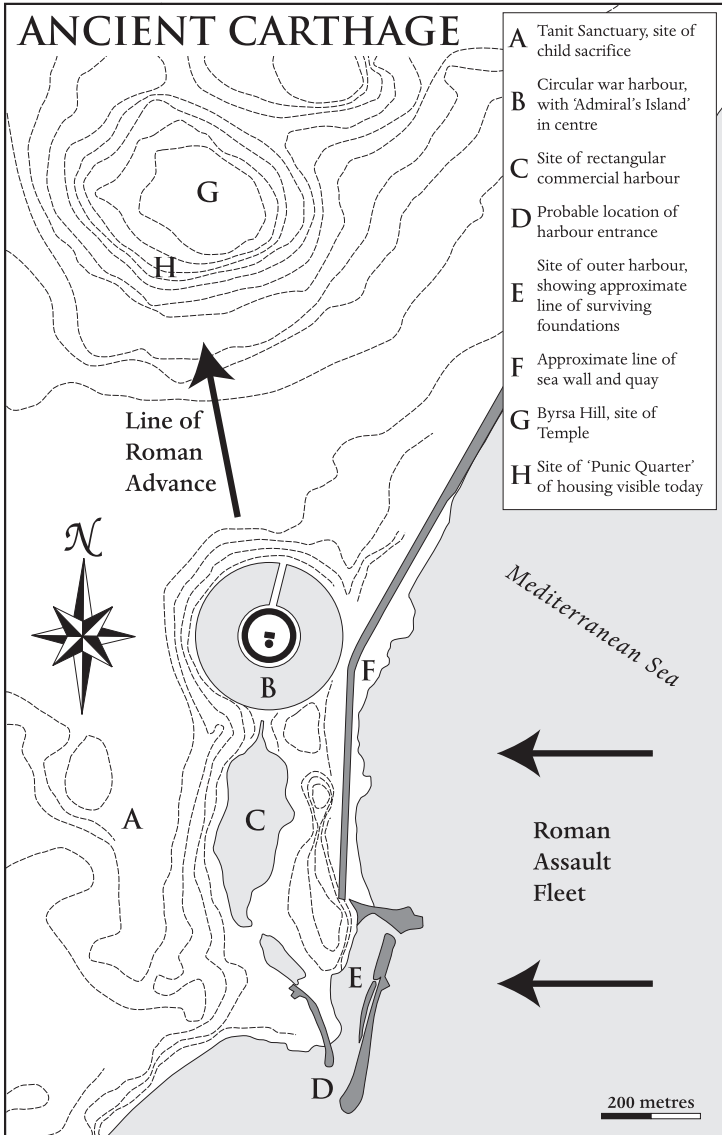 ANCIENT CARTHAGE
A Tanit Sanctuary, site of
child sacrifice
B Circular war harbour,
with ‘Admiral’s Island’
in centre
C Site of rectangular
commercial harbour
D Probable location of
harbour entrance
E Site of outer harbour,
showing approximate
line of surviving
foundations
F Approximate line of
sea wall and quay
G Byrsa Hill, site of
Temple
H Site of ‘Punic Quarter’
of housing visible today
G
H
Line of
Roman
Advance
N
Mediterranean Sea
B
F
A
C
Roman
Assault
Fleet
E
D
200 metres